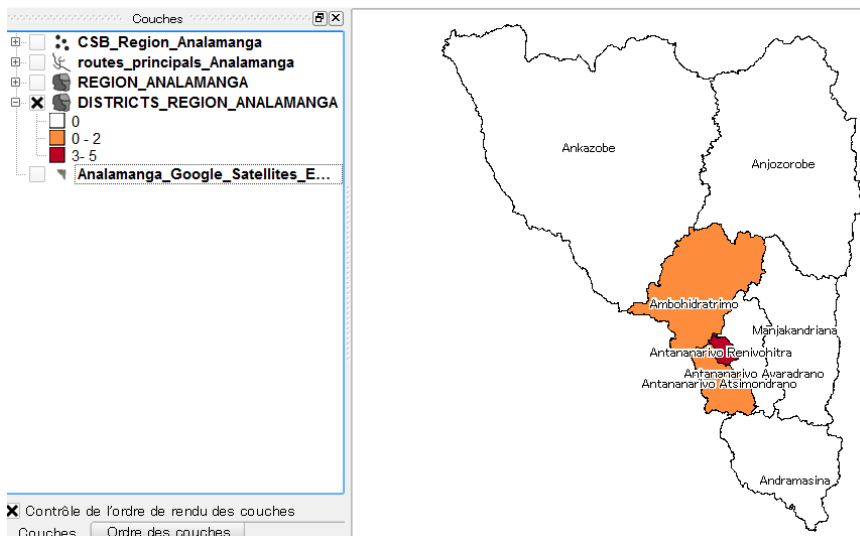 Couches
CSB_Region_Analamanga
routes_principals_Analamanga
REGION_ANALAMANGA
DISTRICTS_REGION_ANALAMANGA
0
0 - 2
3- 5
Analamanga_Google_Satellites_E...
Contrôle de l'ordre de rendu des couches
Couches
Ordre des couches
Ankazobe
Anjozorobe
Ambohidratrimo
Manjakandriana
Antananarivo Renivohitra
Antananarivo Avaradrano
Antananarivo Atsimondrano
Andramasina